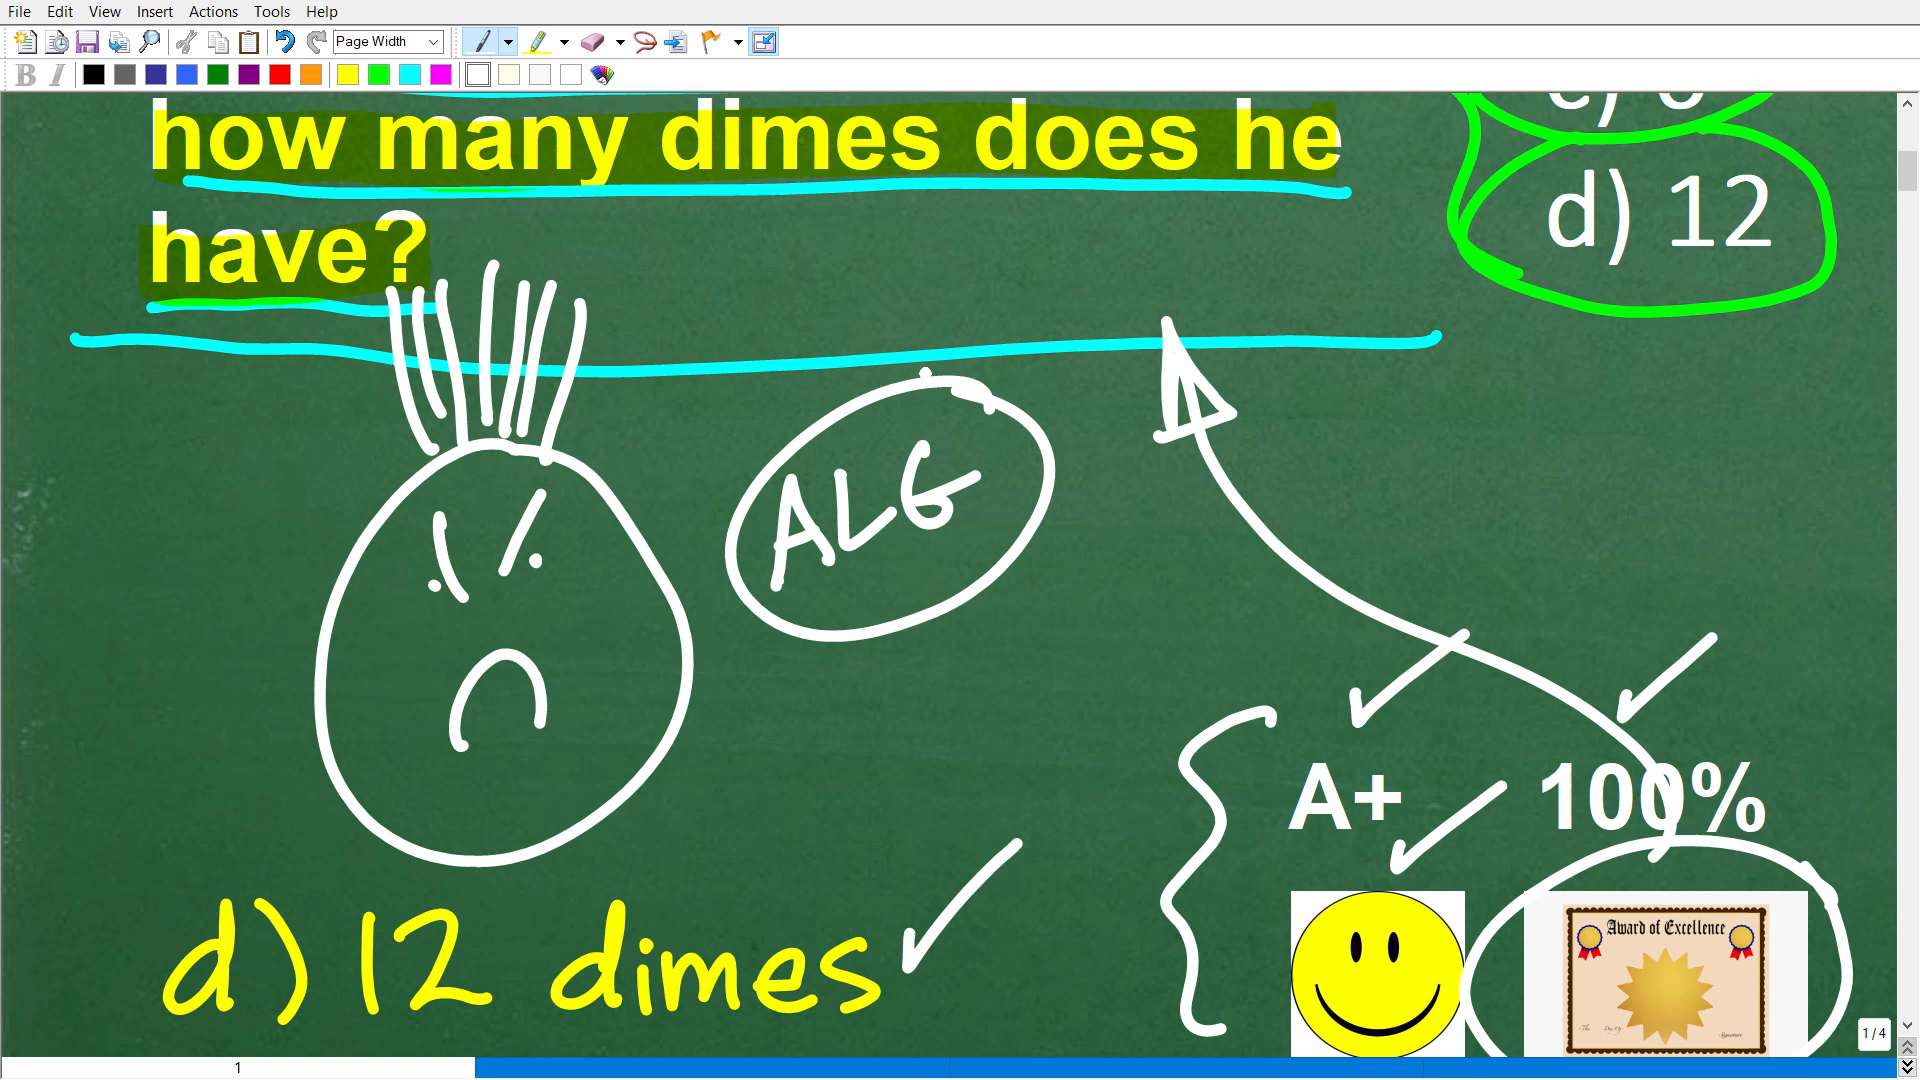 File Edit View Insert Actions Tools Help
Page Width
B I
how many dimes does he
have?
d) 12
ALG
A+ 100%
d) 12 dimes
Award of Excellence
1 / 4
1